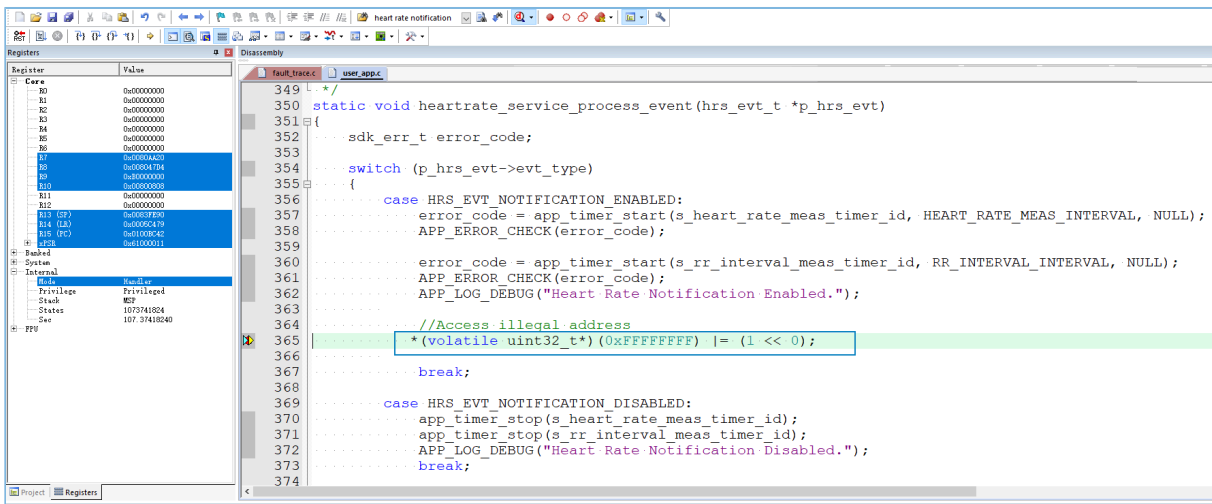 heart rate notification
Registers
Disassembly
Register Value
fault_trace.c user_app.c
Core
R0 0x00000000
R1 0x00000000
R2 0x00000000
R3 0x00000000
R4 0x00000000
R5 0x00000000
R6 0x00000000
R7 0x0080AA20
R8 0x008047D4
R9 0xB0000000
R10 0x00800808
R11 0x00000000
R12 0x00000000
R13 (SP) 0x0083FE90
R14 (LR) 0x0005C479
R15 (PC) 0x0100BC42
xPSR 0x61000011
Banked
System
Internal
Mode Handler
Privilege Privileged
Stack MSP
States 1073741824
Sec 107.37418240
FPU
349 */
350 static void heartrate_service_process_event(hrs_evt_t *p_hrs_evt)
351 {
352 sdk_err_t error_code;
353
354 switch (p_hrs_evt->evt_type)
355 {
356 case HRS_EVT_NOTIFICATION_ENABLED:
357 error_code = app_timer_start(s_heart_rate_meas_timer_id, HEART_RATE_MEAS_INTERVAL, NULL);
358 APP_ERROR_CHECK(error_code);
359
360 error_code = app_timer_start(s_rr_interval_meas_timer_id, RR_INTERVAL_INTERVAL, NULL);
361 APP_ERROR_CHECK(error_code);
362 APP_LOG_DEBUG("Heart Rate Notification Enabled.");
363
364 //Access illegal address
365 *(volatile uint32_t*)(0xFFFFFFFF) |= (1 << 0);
366
367 break;
368
369 case HRS_EVT_NOTIFICATION_DISABLED:
370 app_timer_stop(s_heart_rate_meas_timer_id);
371 app_timer_stop(s_rr_interval_meas_timer_id);
372 APP_LOG_DEBUG("Heart Rate Notification Disabled.");
373 break;
374
Project Registers